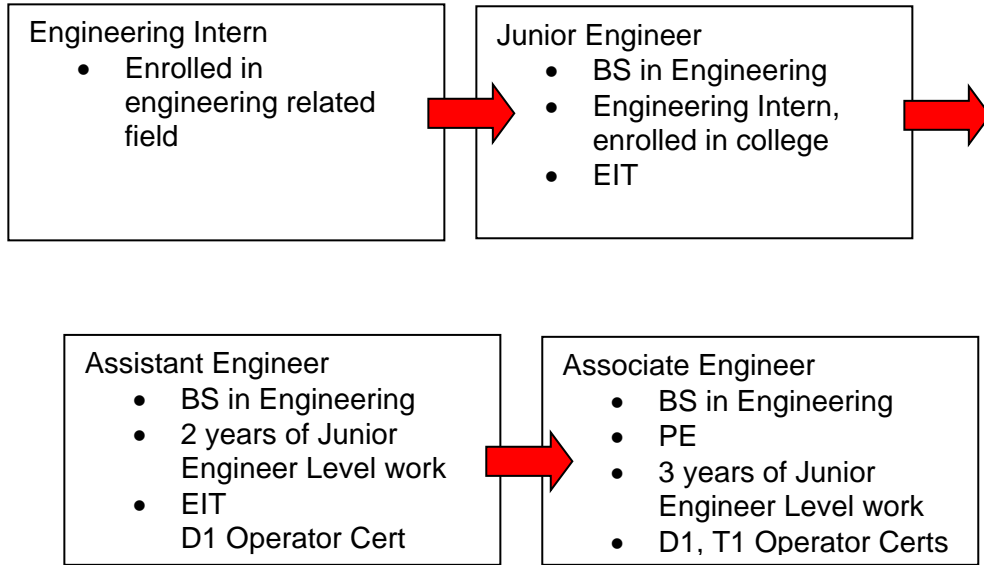 Engineering Intern
• Enrolled in
engineering related
field
Junior Engineer
• BS in Engineering
• Engineering Intern,
enrolled in college
• EIT
Assistant Engineer
• BS in Engineering
• 2 years of Junior
Engineer Level work
• EIT
D1 Operator Cert
Associate Engineer
• BS in Engineering
• PE
• 3 years of Junior
Engineer Level work
• D1, T1 Operator Certs